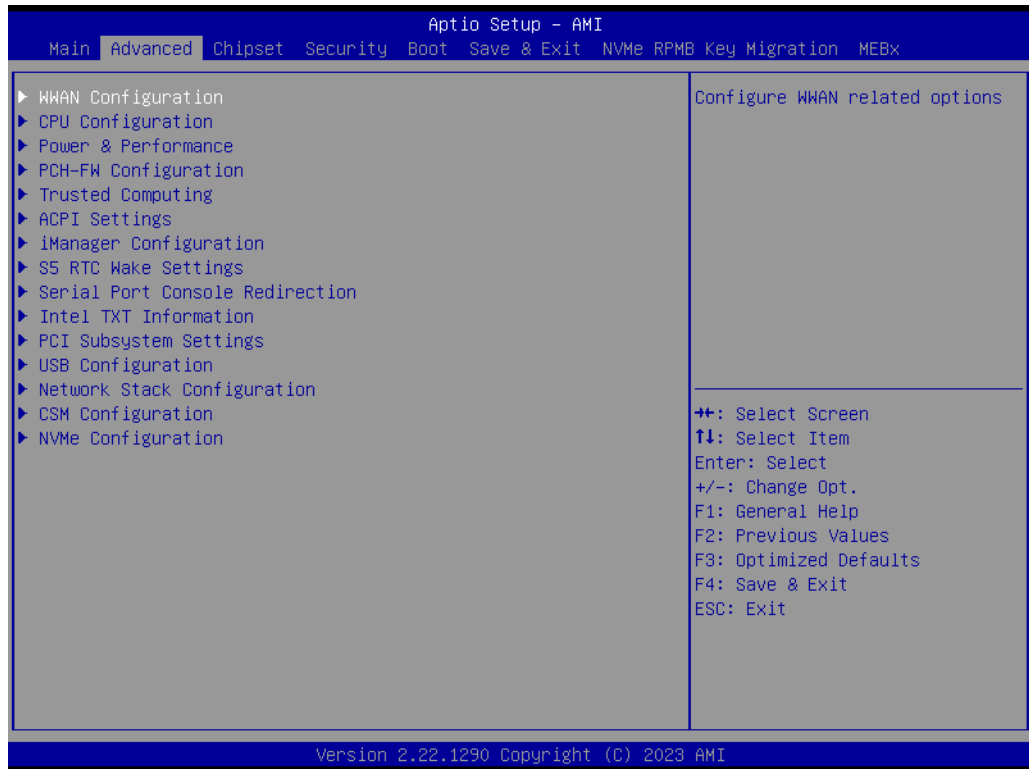 Aptio Setup – AMI
Main Advanced Chipset Security Boot Save & Exit NVMe RPMB Key Migration MEBx
▶ WWAN Configuration
▶ CPU Configuration
▶ Power & Performance
▶ PCH-FW Configuration
▶ Trusted Computing
▶ ACPI Settings
▶ iManager Configuration
▶ S5 RTC Wake Settings
▶ Serial Port Console Redirection
▶ Intel TXT Information
▶ PCI Subsystem Settings
▶ USB Configuration
▶ Network Stack Configuration
▶ CSM Configuration
▶ NVMe Configuration
Configure WWAN related options
→←: Select Screen
↑↓: Select Item
Enter: Select
+/-: Change Opt.
F1: General Help
F2: Previous Values
F3: Optimized Defaults
F4: Save & Exit
ESC: Exit
Version 2.22.1290 Copyright (C) 2023 AMI